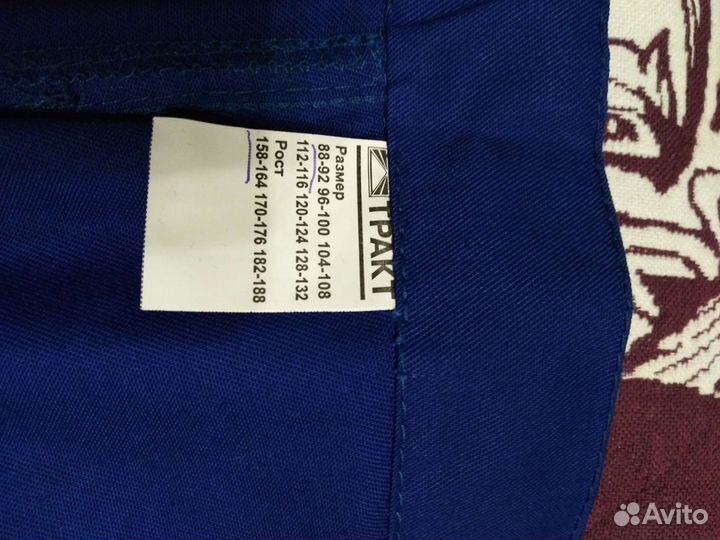 ТРАКТ
Размер
88-92 96-100 104-108
112-116 120-124 128-132
Рост
158-164 170-176 182-188
Avito